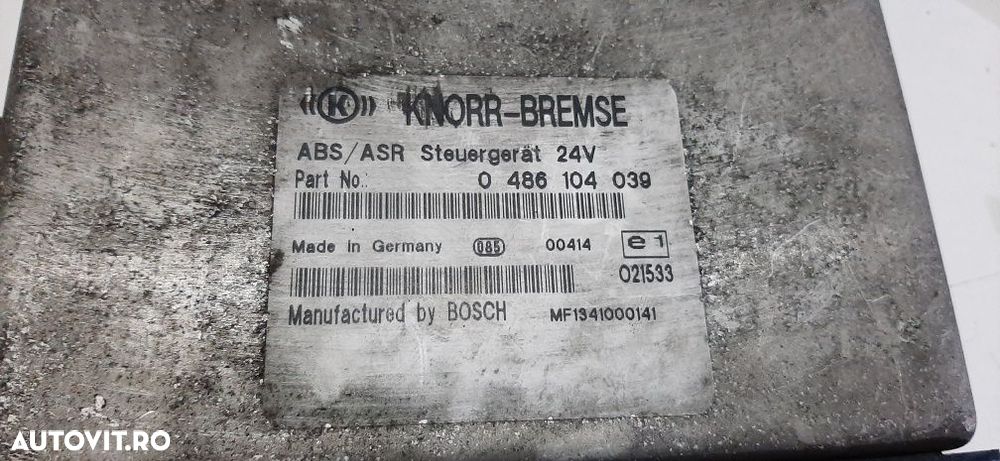 ((K)) KNORR-BREMSE
ABS/ASR Steuergerät 24V
Part No.: 0 486 104 039
Made in Germany 085 00414 e1
021533
Manufactured by BOSCH MF1341000141
AUTOVIT.RO